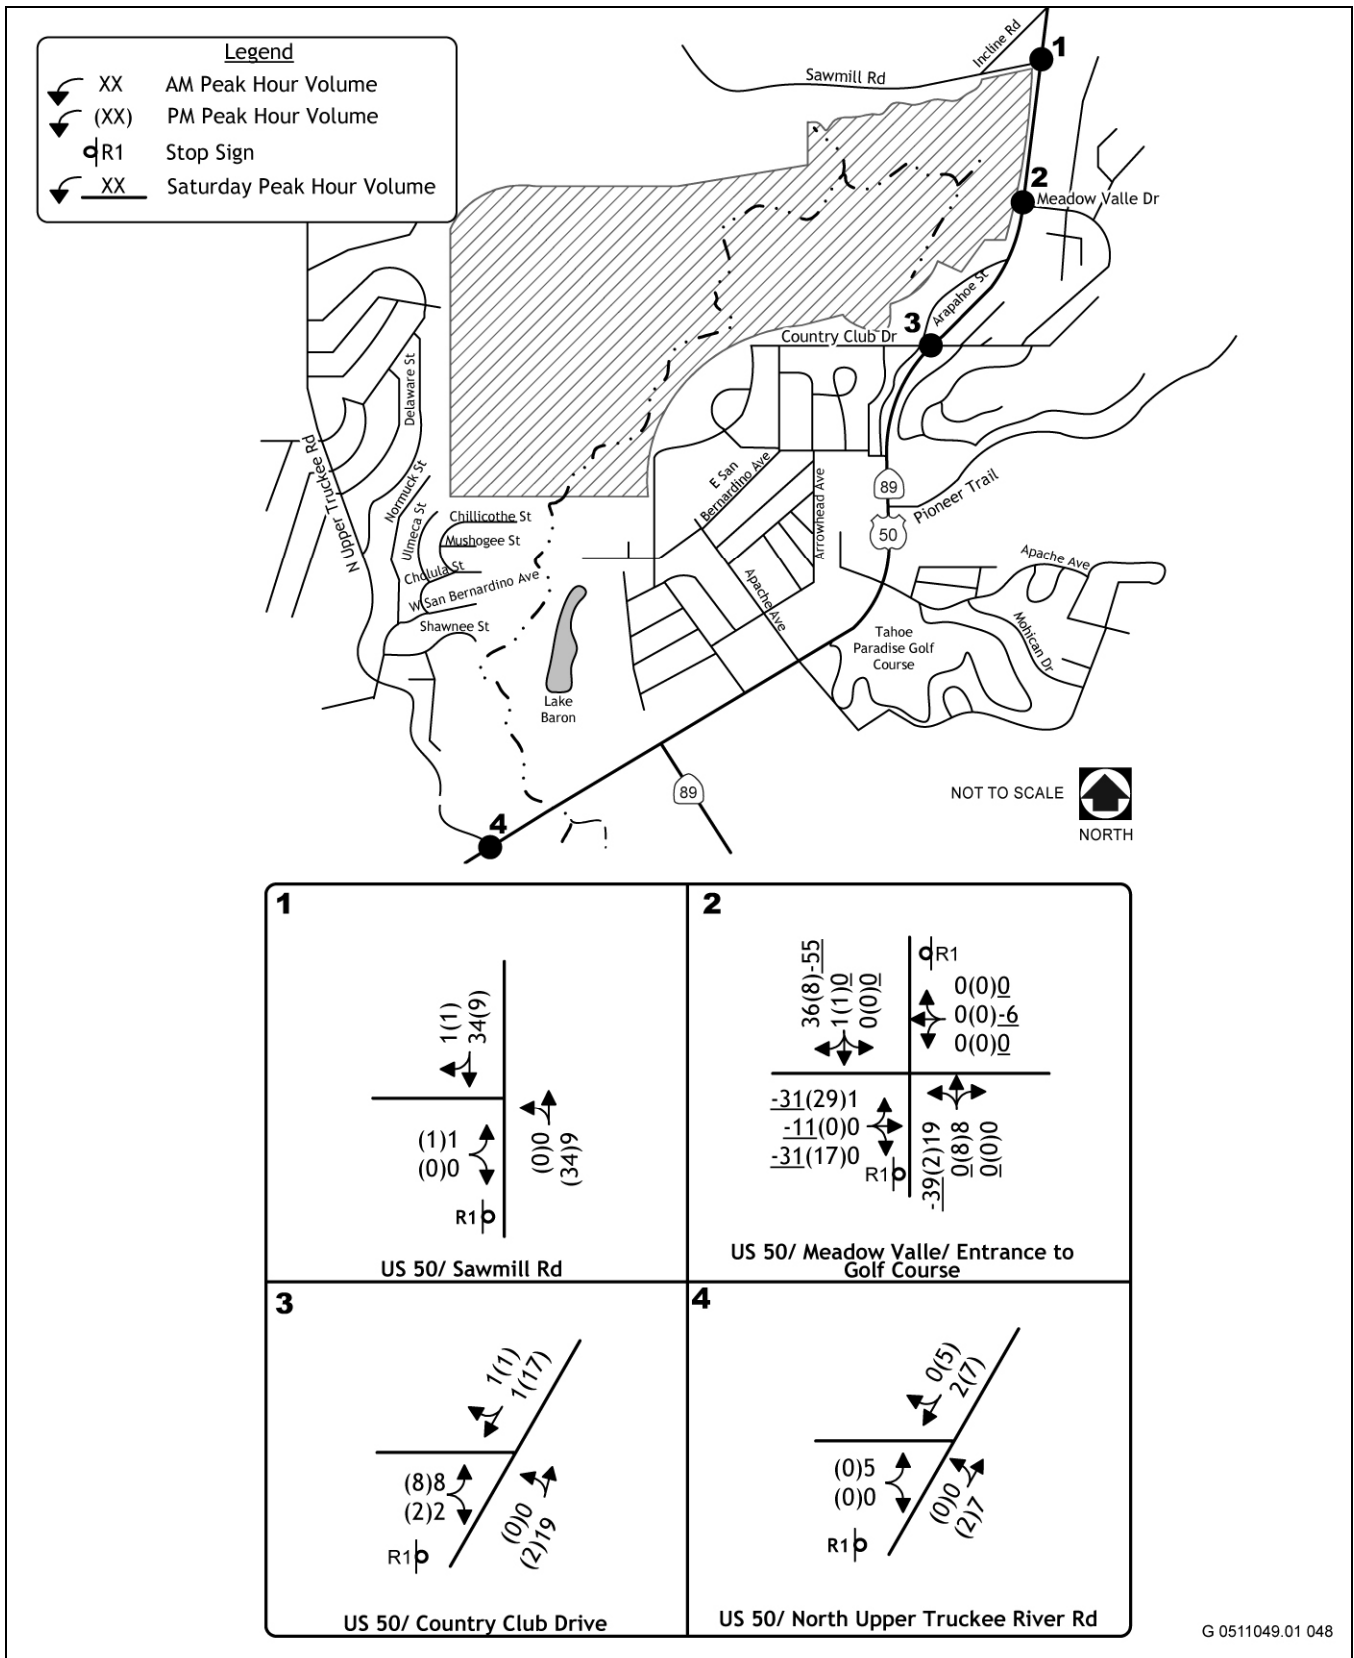 Legend
XX AM Peak Hour Volume
(XX) PM Peak Hour Volume
R1 Stop Sign
XX Saturday Peak Hour Volume
Incline Rd
1
Sawmill Rd
2
Meadow Valle Dr
Arapahoe St
3
Country Club Dr
Delaware St
N Upper Truckee Rd
Normuck St
E San
Bernardino Ave
Arrowhead Ave
89
Pioneer Trail
50
Ulmeca St
Chillicothe St
Mushogee St
Cholula St
W San Bernardino Ave
Shawnee St
Apache Ave
Apache Ave
Mohican Dr
Tahoe
Paradise Golf
Course
Lake
Baron
89
NOT TO SCALE
NORTH
4
1
1(1)
34(9)
(1)1
(0)0
(0)0
(34)9
R1
US 50/ Sawmill Rd
2
36(8)-55
1(1)0
0(0)0
R1
0(0)0
0(0)-6
0(0)0
-31(29)1
-11(0)0
-31(17)0
R1
-39(2)19
0(8)8
0(0)0
US 50/ Meadow Valle/ Entrance to
Golf Course
3
1(1)
1(17)
(8)8
(2)2
(0)0
(2)19
R1
US 50/ Country Club Drive
4
0(5)
2(7)
(0)5
(0)0
(0)0
(2)7
R1
US 50/ North Upper Truckee River Rd
G 0511049.01 048